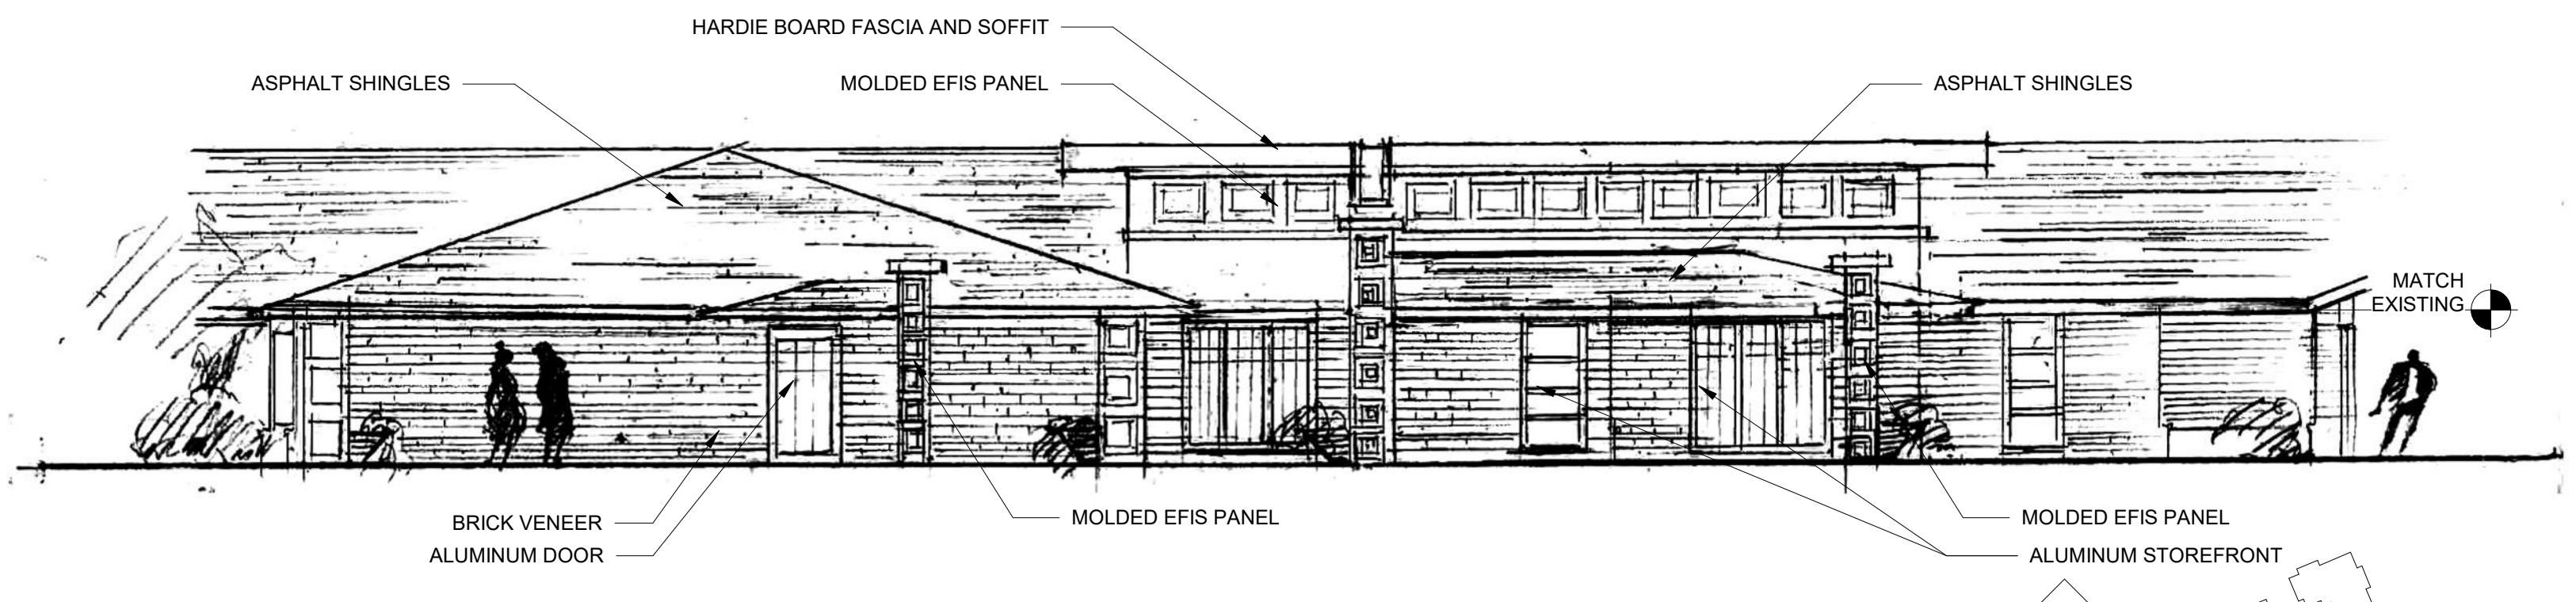 HARDIE BOARD FASCIA AND SOFFIT
ASPHALT SHINGLES
MOLDED EFIS PANEL
ASPHALT SHINGLES
MATCH
EXISTING
BRICK VENEER
MOLDED EFIS PANEL
MOLDED EFIS PANEL
ALUMINUM DOOR
ALUMINUM STOREFRONT